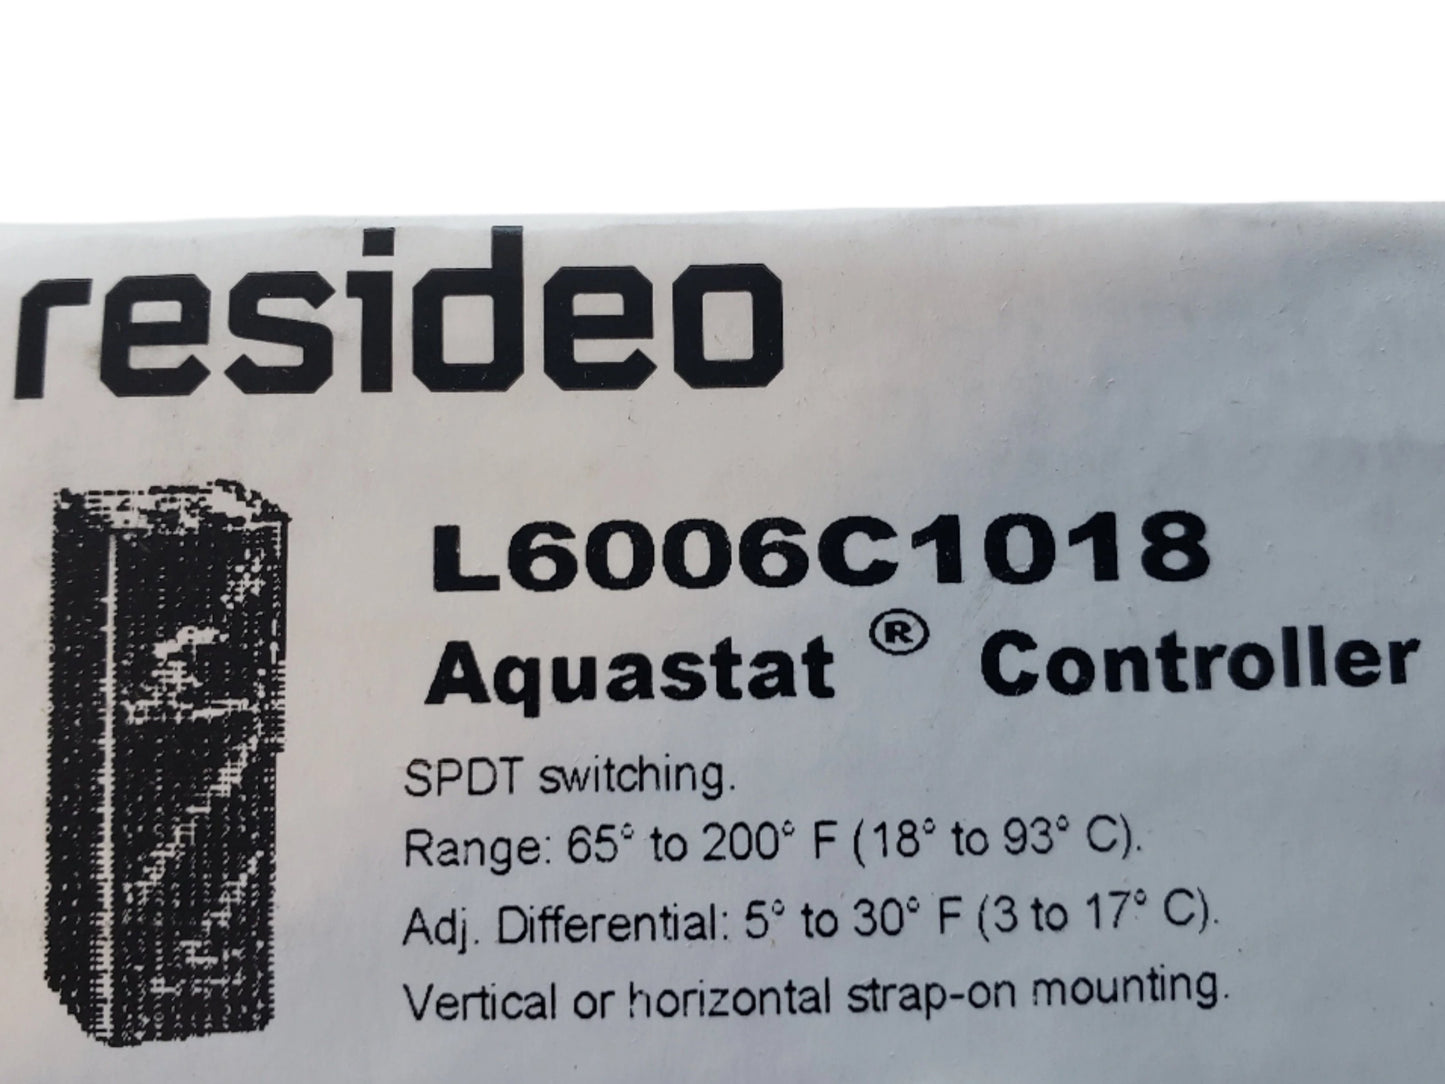 resideo
L6006C1018
Aquastat ® Controller
SPDT switching.
Range: 65° to 200° F (18° to 93° C).
Adj. Differential: 5° to 30° F (3 to 17° C).
Vertical or horizontal strap-on mounting.